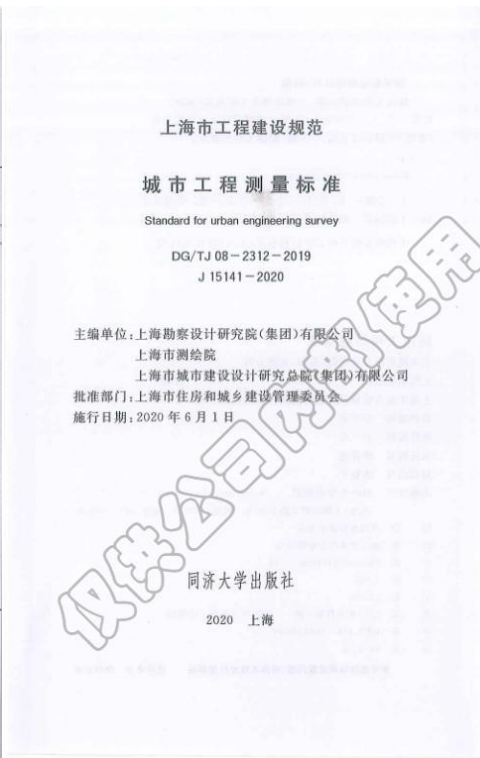 上海市工程建设规范
城市工程测量标准
Standard for urban engineering survey
DG/TJ 08－2312－2019
J 15141－2020
主编单位：上海勘察设计研究院（集团）有限公司
上海市测绘院
上海市城市建设设计研究总院（集团）有限公司
批准部门：上海市住房和城乡建设管理委员会
施行日期：2020 年 6 月 1 日
仅供公司内部使用
同济大学出版社
2020 上海